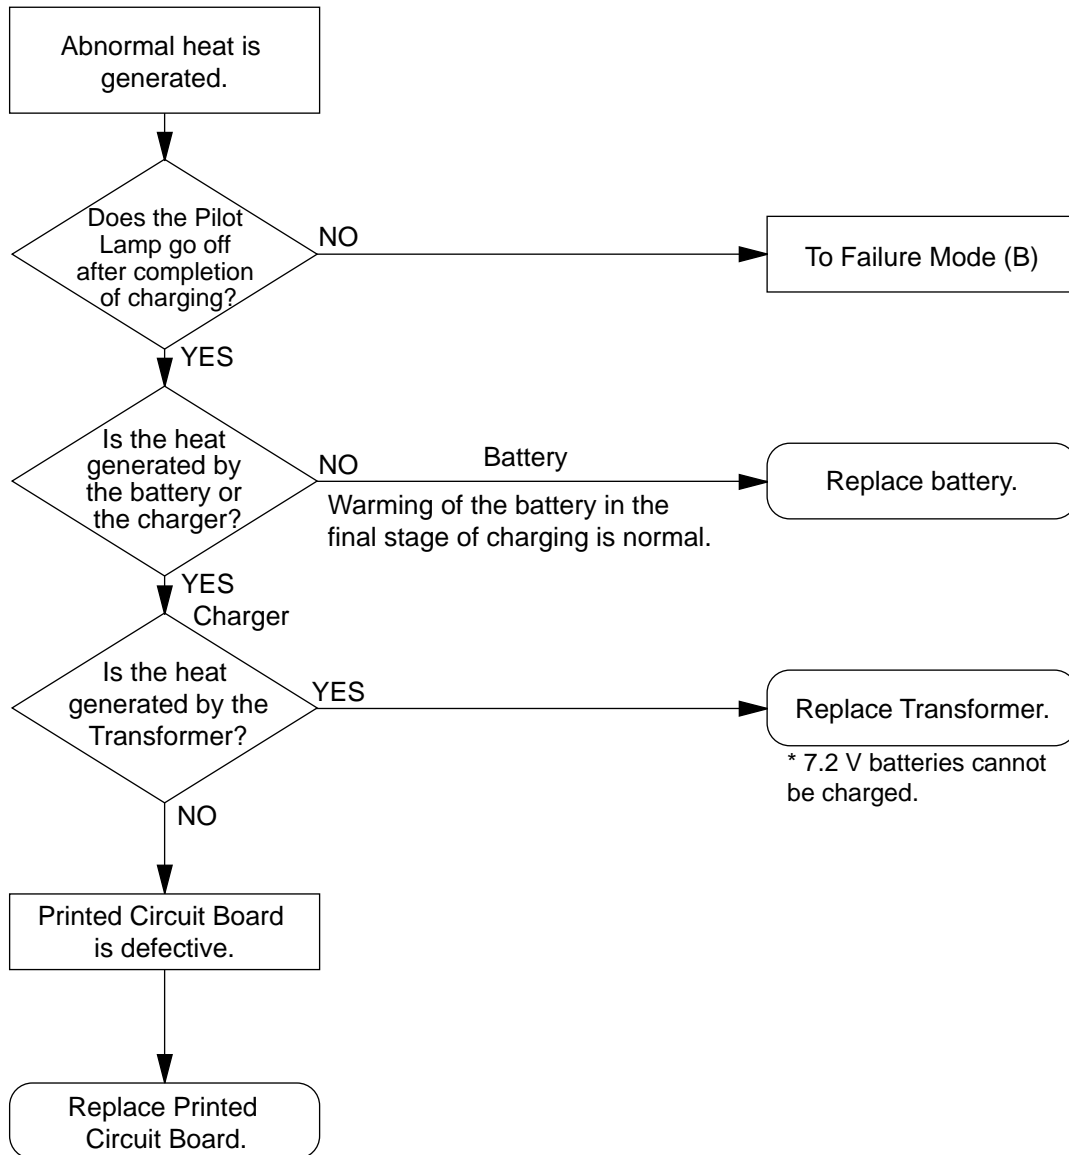 Abnormal heat is
generated.
Does the Pilot
Lamp go off
after completion
of charging?
NO
To Failure Mode (B)
YES
Is the heat
generated by
the battery or
the charger?
NO
Battery
Warming of the battery in the
final stage of charging is normal.
Replace battery.
YES
Charger
Is the heat
generated by the
Transformer?
YES
Replace Transformer.
* 7.2 V batteries cannot
be charged.
NO
Printed Circuit Board
is defective.
Replace Printed
Circuit Board.